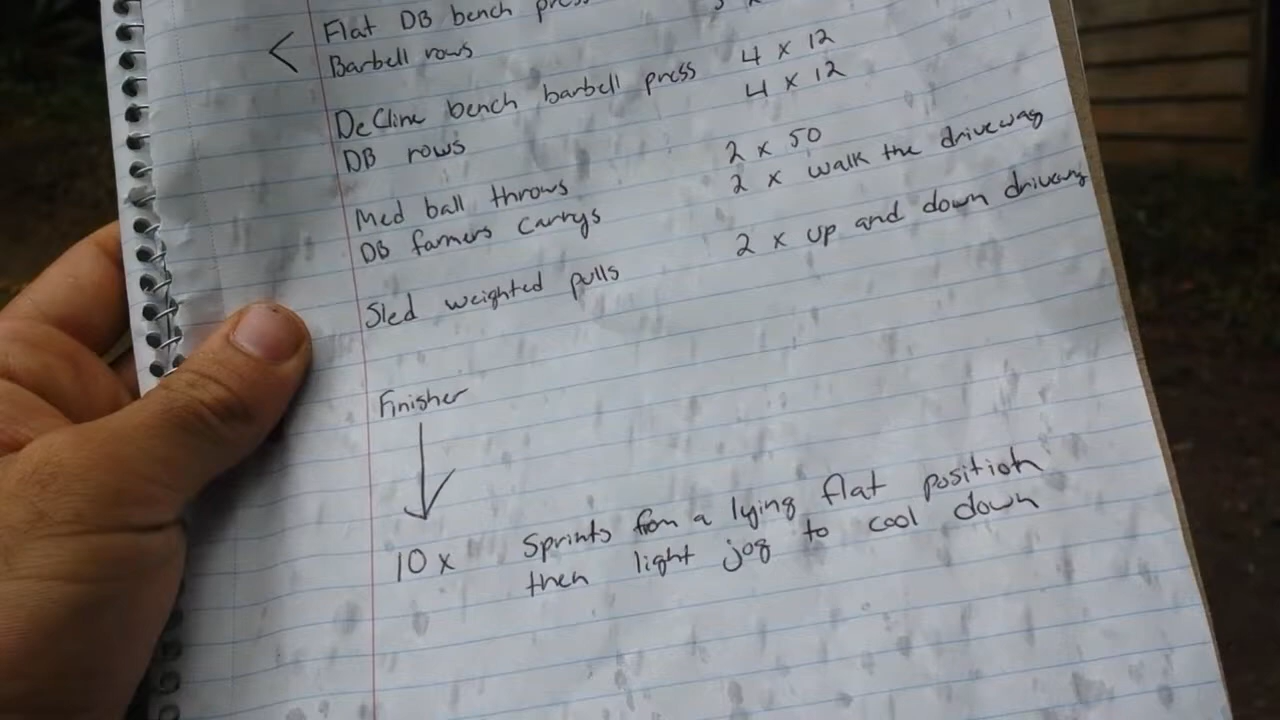 Flat DB bench press
Barbell rows
DeCline bench barbell press 4 x 12
DB rows 4 x 12
Med ball throws 2 x 50
DB farmers Carrys 2 x walk the driveway
Sled weighted pulls 2 x up and down driveway
Finisher
10 x Sprints from a lying flat position
then light jog to cool down